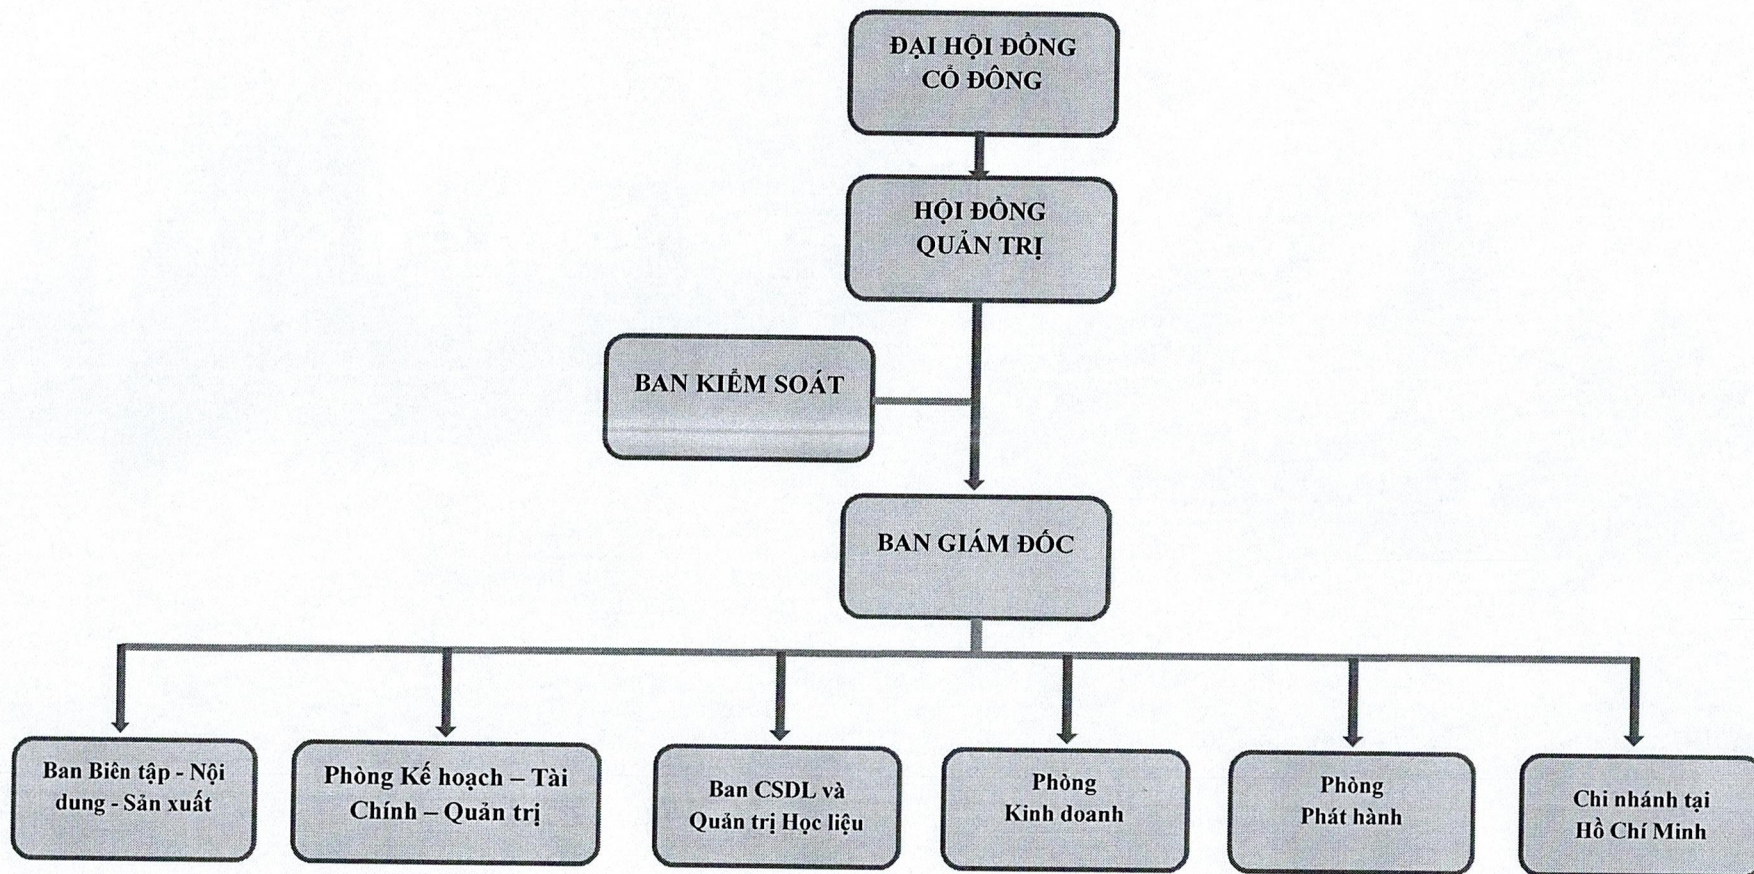 ĐẠI HỘI ĐỒNG
CỔ ĐÔNG
HỘI ĐỒNG
QUẢN TRỊ
BAN KIỂM SOÁT
BAN GIÁM ĐỐC
Ban Biên tập - Nội
dung - Sản xuất
Phòng Kế hoạch – Tài
Chính – Quản trị
Ban CSDL và
Quản trị Học liệu
Phòng
Kinh doanh
Phòng
Phát hành
Chi nhánh tại
Hồ Chí Minh